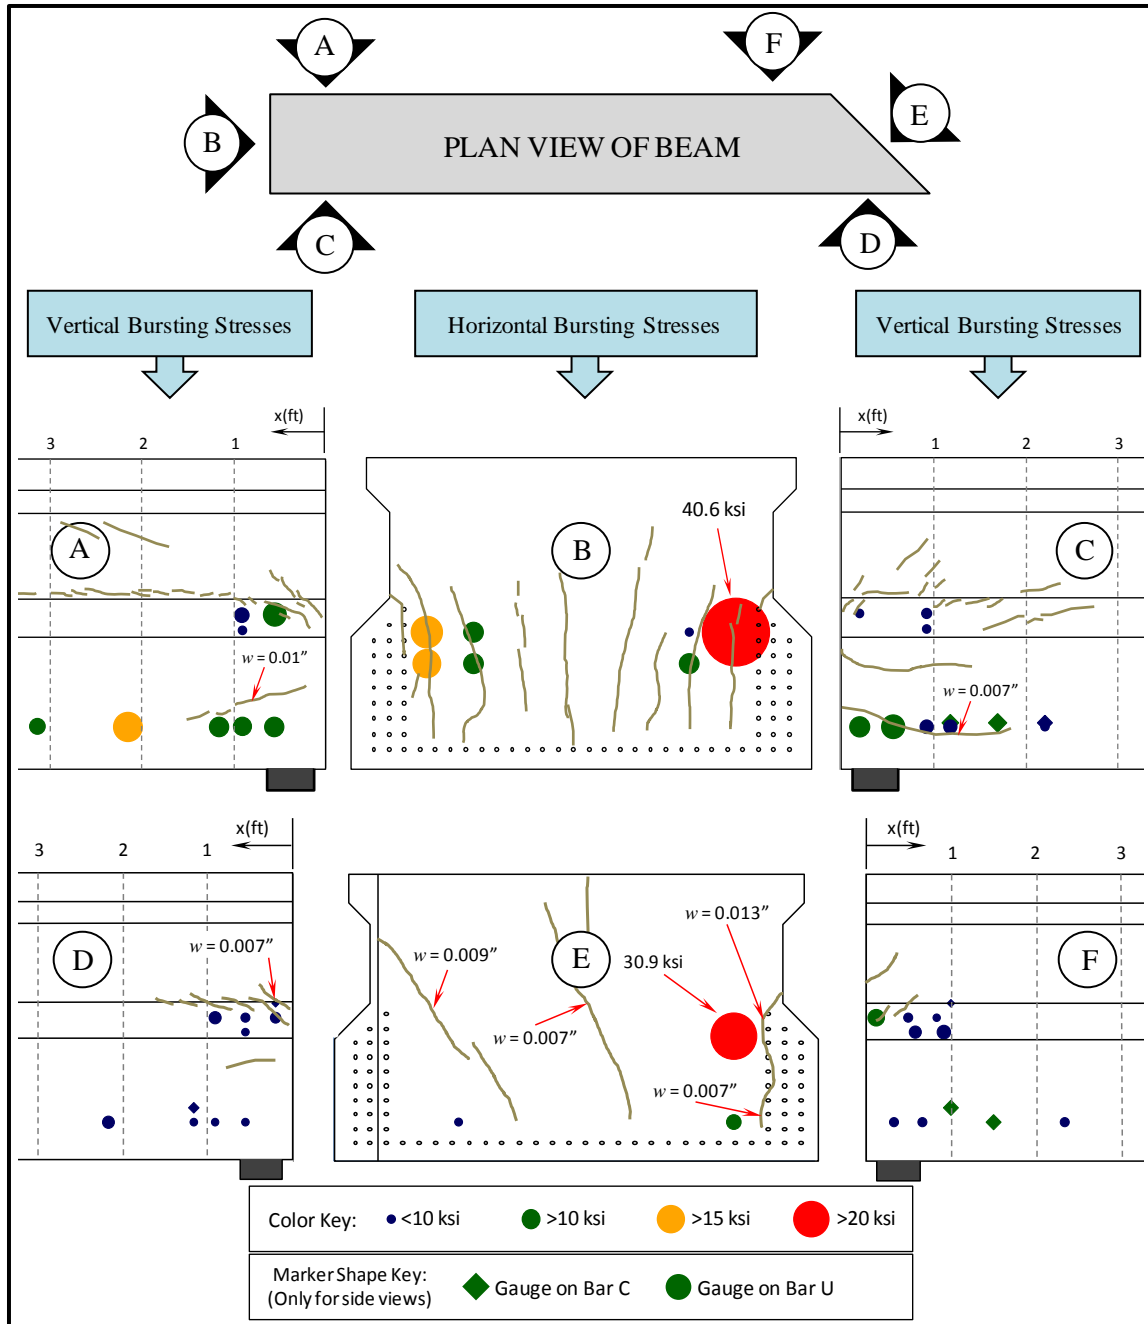 A
F
B
E
PLAN VIEW OF BEAM
C
D
Vertical Bursting Stresses
Horizontal Bursting Stresses
Vertical Bursting Stresses
x(ft)
3 2 1
A
w = 0.01”
40.6 ksi
B
x(ft)
1 2 3
C
w = 0.007”
x(ft)
3 2 1
D
w = 0.007”
w = 0.009”
E
w = 0.007”
30.9 ksi
w = 0.013”
w = 0.007”
x(ft)
1 2 3
F
Color Key: <10 ksi >10 ksi >15 ksi >20 ksi
Marker Shape Key:
(Only for side views)
Gauge on Bar C Gauge on Bar U